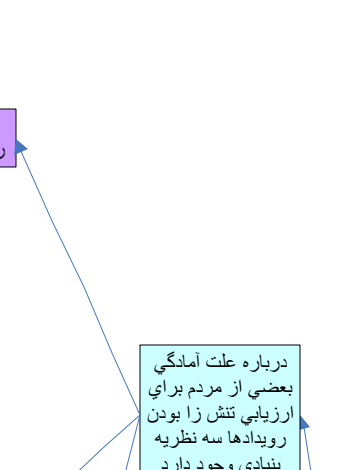 درباره علت آمادگي
بعضي از مردم براي
ارزيابي تنش زا بودن
رويدادها سه نظريه
بنيادي وجود دارد